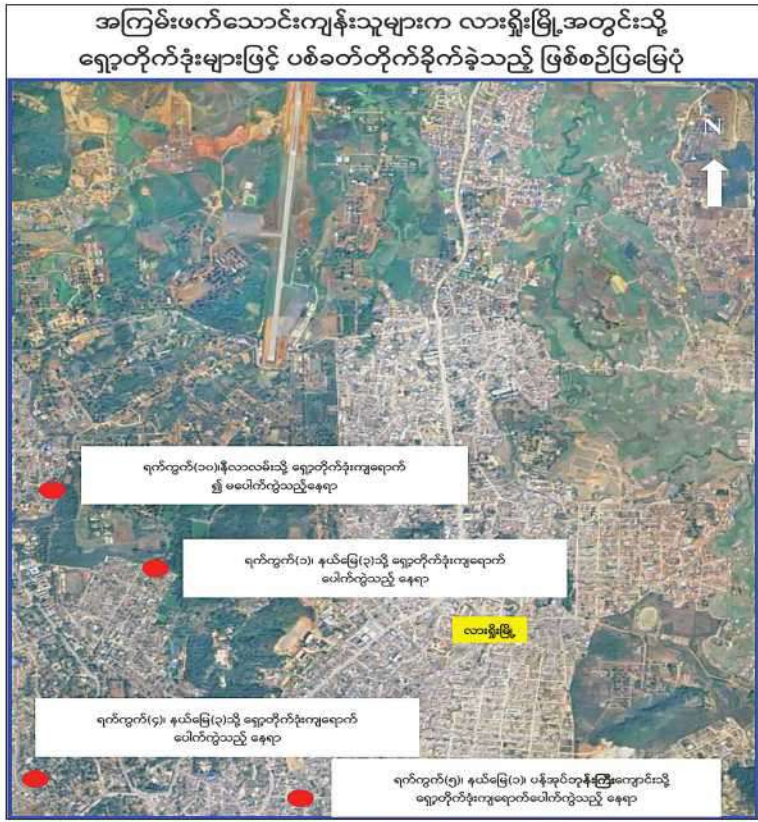 အကြမ်းဖက်သောင်းကျန်းသူများက လားရှိုးမြို့အတွင်းသို့
ရှော့တိုက်ဒုံးများဖြင့် ပစ်ခတ်တိုက်ခိုက်ခဲ့သည့် ဖြစ်စဉ်ပြမြေပုံ
N
ရက်ကွက်(၁၀)၊နီလာလမ်းသို့ ရှော့တိုက်ဒုံးကျရောက်
၍ မပေါက်ကွဲသည့်နေရာ
ရက်ကွက်(၁)၊ နယ်မြေ(၃)သို့ ရှော့တိုက်ဒုံးကျရောက်
ပေါက်ကွဲသည့် နေရာ
လားရှိုးမြို့
ရက်ကွက်(၄)၊ နယ်မြေ(၃)သို့ ရှော့တိုက်ဒုံးကျရောက်
ပေါက်ကွဲသည့် နေရာ
ရက်ကွက်(၅)၊ နယ်မြေ(၁)၊ ပန်အုပ်ဘုန်းကြီးကျောင်းသို့
ရှော့တိုက်ဒုံးကျရောက်ပေါက်ကွဲသည့် နေရာ